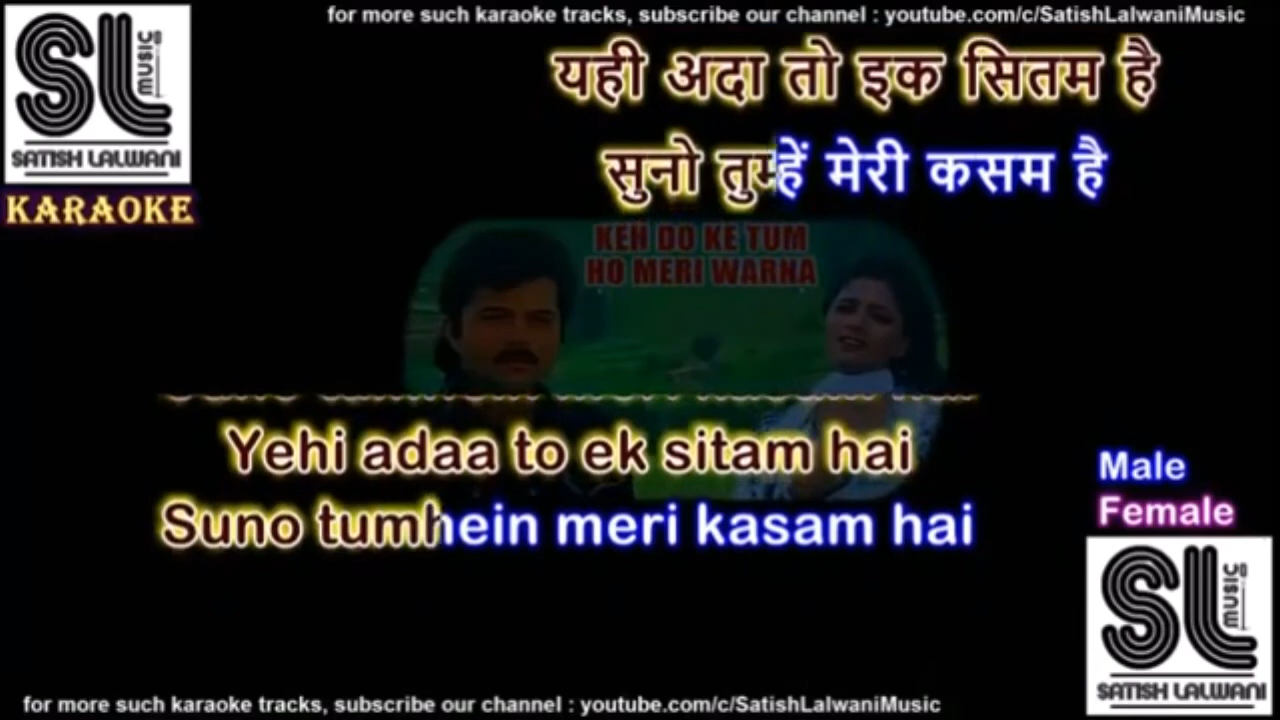 for more such karaoke tracks, subscribe our channel : youtube.com/c/SatishLalwaniMusic
SL MUSIC CO
SATISH LALWANI
KARAOKE
यही अदा तो इक सितम है
सुनो तुम्हें मेरी कसम है
KEH DO KE TUM
HO MERI WARNA
Yehi adaa to ek sitam hai
Suno tumhein meri kasam hai
Male
Female
SL MUSIC CO
SATISH LALWANI
for more such karaoke tracks, subscribe our channel : youtube.com/c/SatishLalwaniMusic